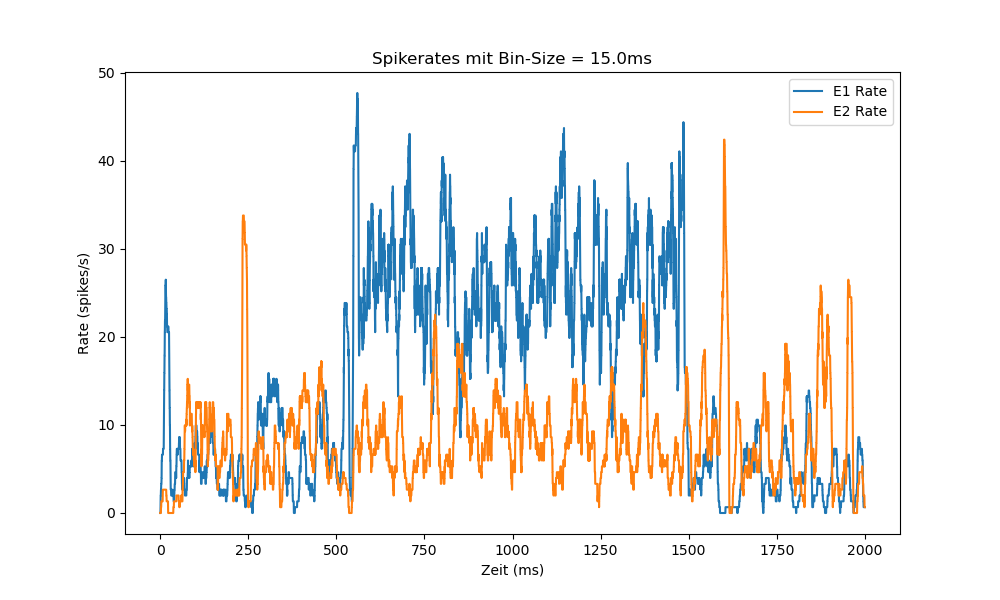 Spikerates mit Bin-Size = 15.0ms
E1 Rate
E2 Rate
Rate (spikes/s)
50
40
30
20
10
0
0 250 500 750 1000 1250 1500 1750 2000
Zeit (ms)